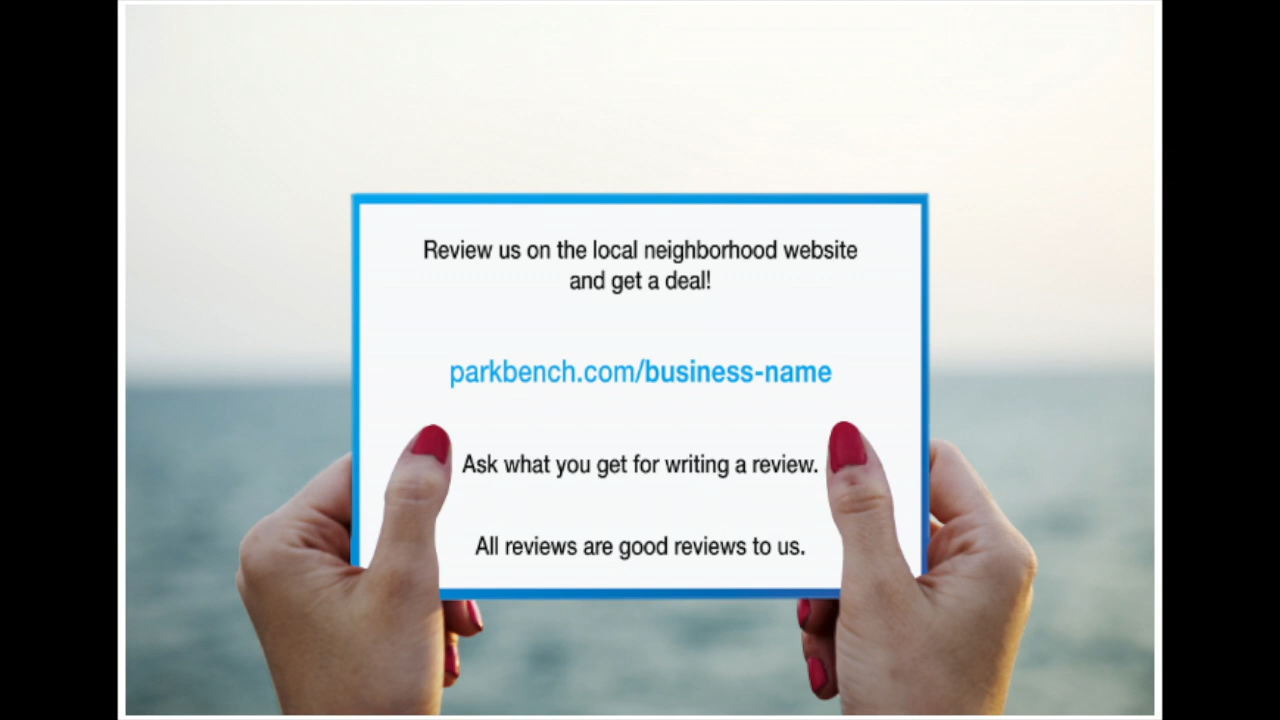 Review us on the local neighborhood website
and get a deal!
parkbench.com/business-name
Ask what you get for writing a review.
All reviews are good reviews to us.